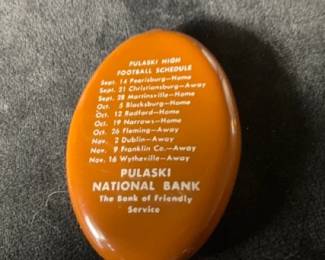 PULASKI HIGH
FOOTBALL SCHEDULE
Sept. 14 Pearisburg—Home
Sept. 21 Christiansburg—Away
Sept. 28 Martinsville—Home
Oct. 5 Blacksburg—Home
Oct. 12 Radford—Home
Oct. 19 Narrows—Home
Oct. 26 Fleming—Away
Nov. 2 Dublin—Away
Nov. 9 Franklin Co.—Away
Nov. 16 Wytheville—Away
PULASKI
NATIONAL BANK
The Bank of Friendly
Service